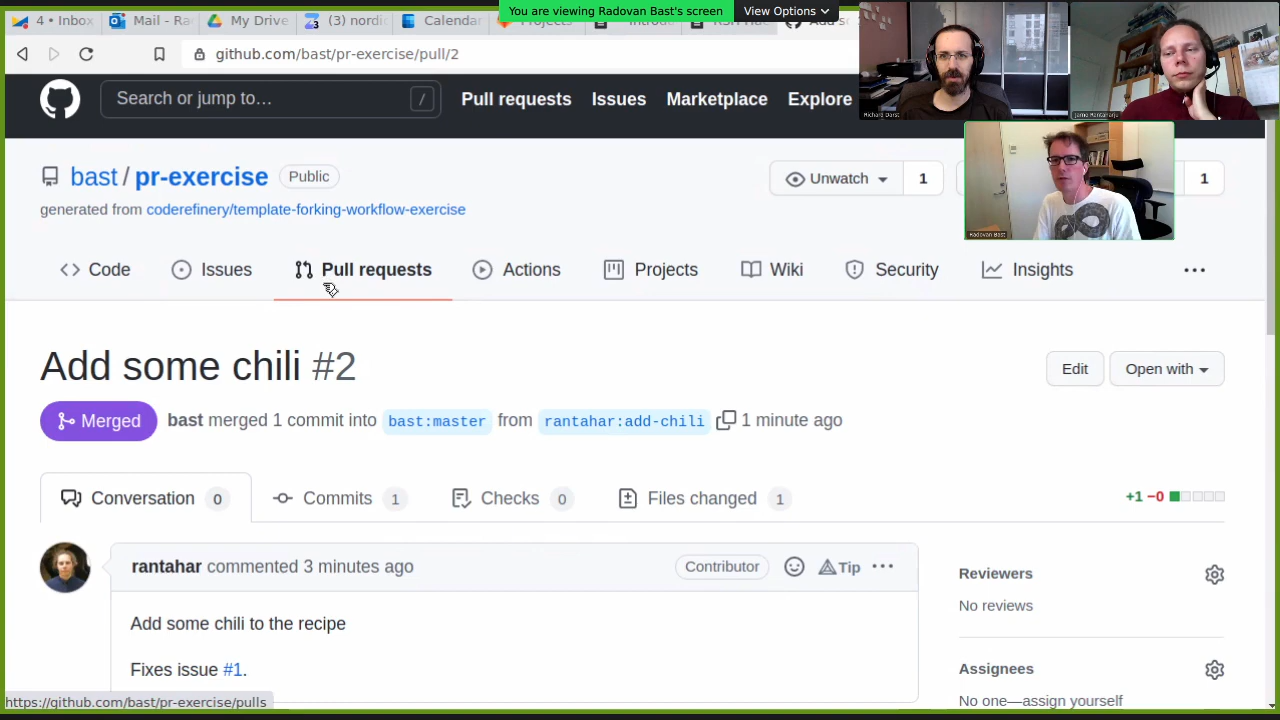 You are viewing Radovan Bast's screen
View Options
4 • Inbox
Mail - Ra
My Drive
(3) nordic
Calendar
Projects
github.com/bast/pr-exercise/pull/2
Search or jump to…
/
Pull requests
Issues
Marketplace
Explore
Richard Darst
Radovan Bast
bast / pr-exercise
Public
Unwatch
1
1
generated from coderefinery/template-forking-workflow-exercise
Code
Issues
Pull requests
Actions
Projects
Wiki
Security
Insights
Add some chili #2
Edit
Open with
Merged
bast merged 1 commit into bast:master from rantahar:add-chili 1 minute ago
Conversation 0
Commits 1
Checks 0
Files changed 1
+1 −0
rantahar commented 3 minutes ago
Contributor
Tip
Add some chili to the recipe
Fixes issue #1.
Reviewers
No reviews
Assignees
No one—assign yourself
https://github.com/bast/pr-exercise/pulls